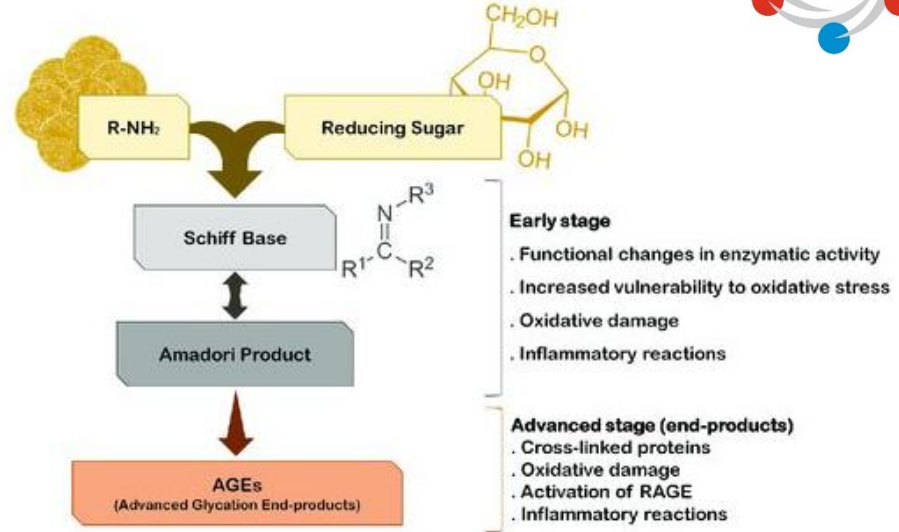 CH₂OH
O
OH
OH
OH
R-NH₂
Reducing Sugar
Schiff Base
R³
N
C
R¹
R²
Amadori Product
AGEs
(Advanced Glycation End-products)
Early stage
. Functional changes in enzymatic activity
. Increased vulnerability to oxidative stress
. Oxidative damage
. Inflammatory reactions
Advanced stage (end-products)
. Cross-linked proteins
. Oxidative damage
. Activation of RAGE
. Inflammatory reactions